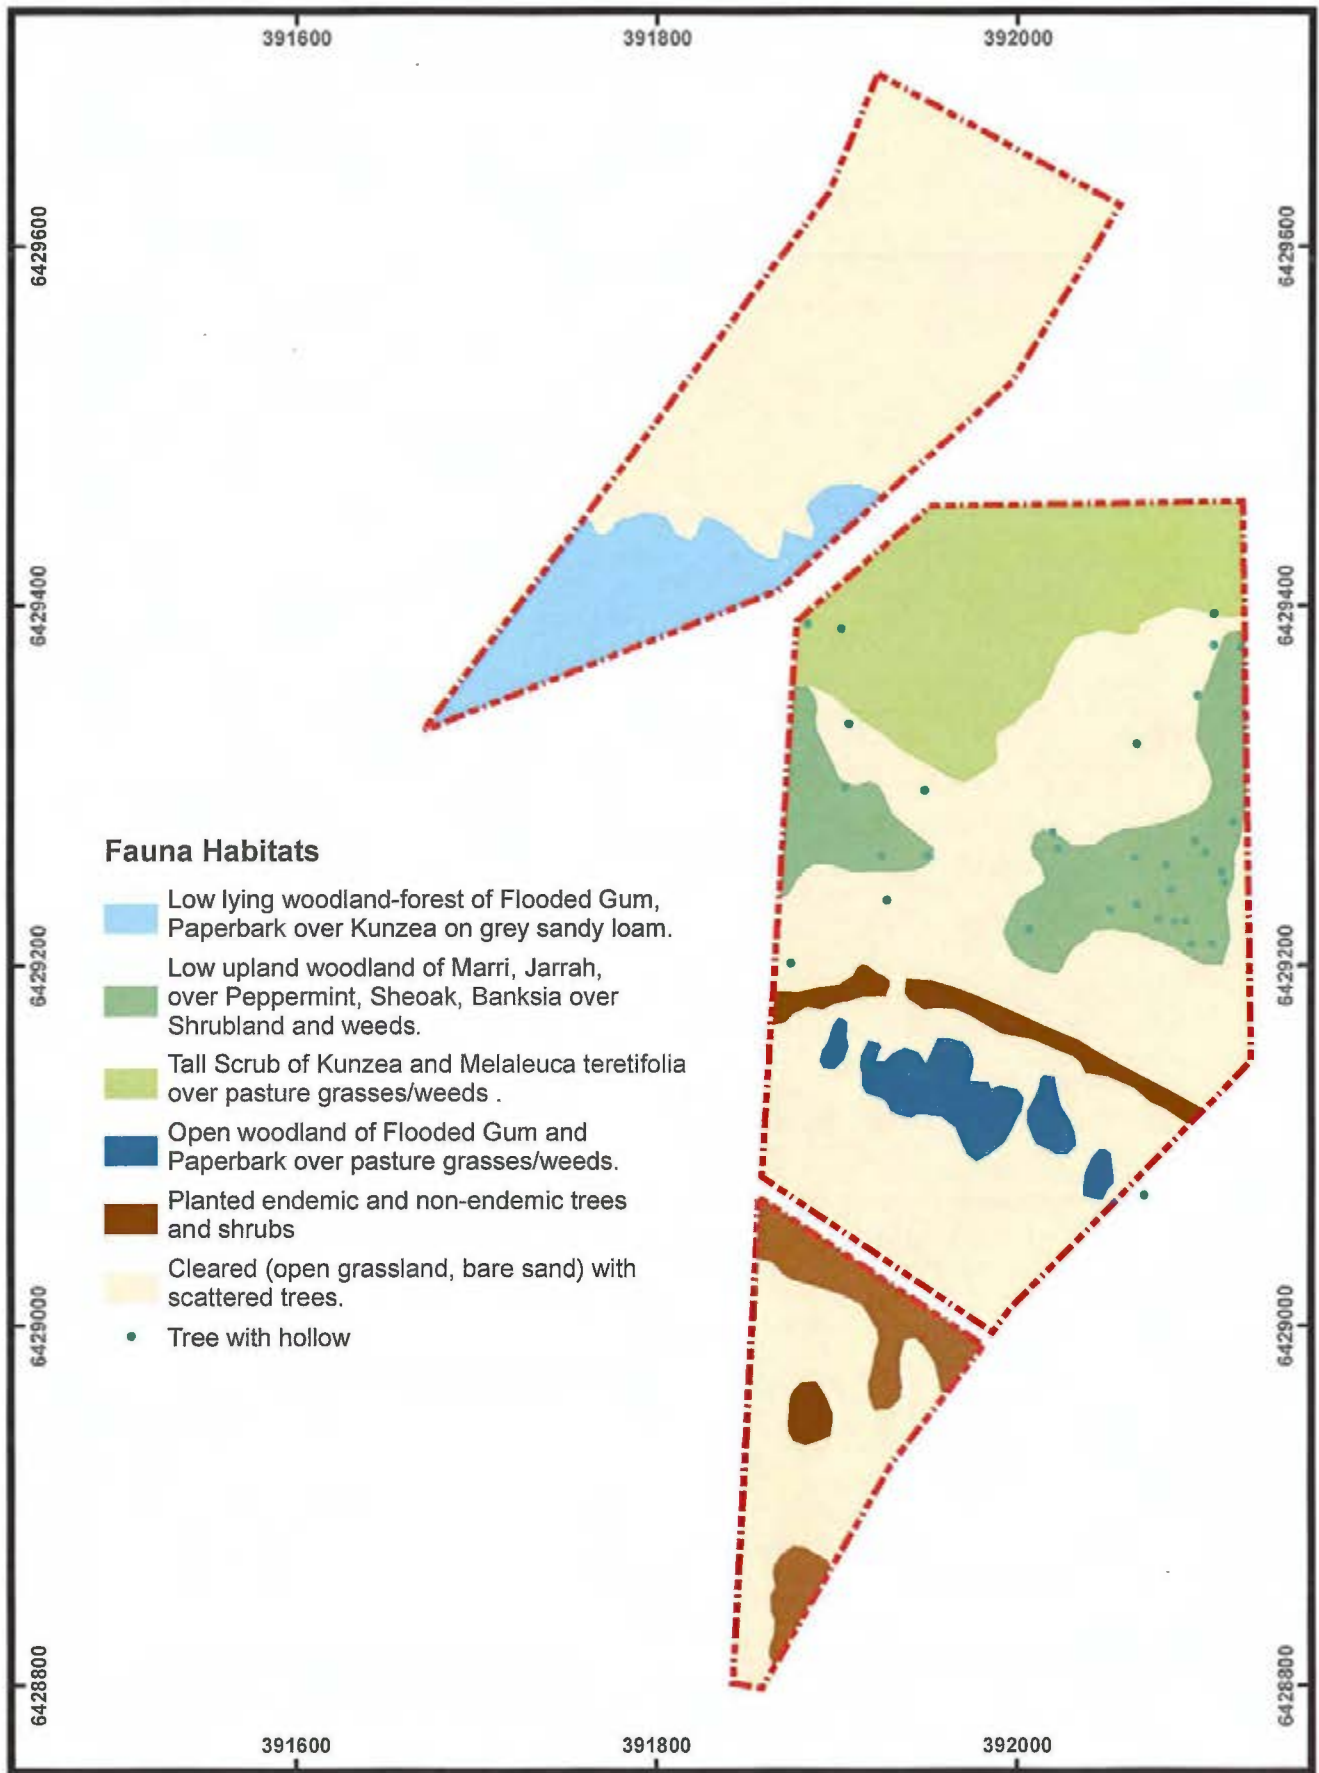 391600 391800 392000
6429600 6429600
6429400 6429400
Fauna Habitats
Low lying woodland-forest of Flooded Gum,
Paperbark over Kunzea on grey sandy loam.
Low upland woodland of Marri, Jarrah,
over Peppermint, Sheoak, Banksia over
Shrubland and weeds.
6429200 6429200
Tall Scrub of Kunzea and Melaleuca teretifolia
over pasture grasses/weeds .
Open woodland of Flooded Gum and
Paperbark over pasture grasses/weeds.
Planted endemic and non-endemic trees
and shrubs
Cleared (open grassland, bare sand) with
scattered trees.
Tree with hollow
6429000 6429000
6428800 6428800
391600 391800 392000